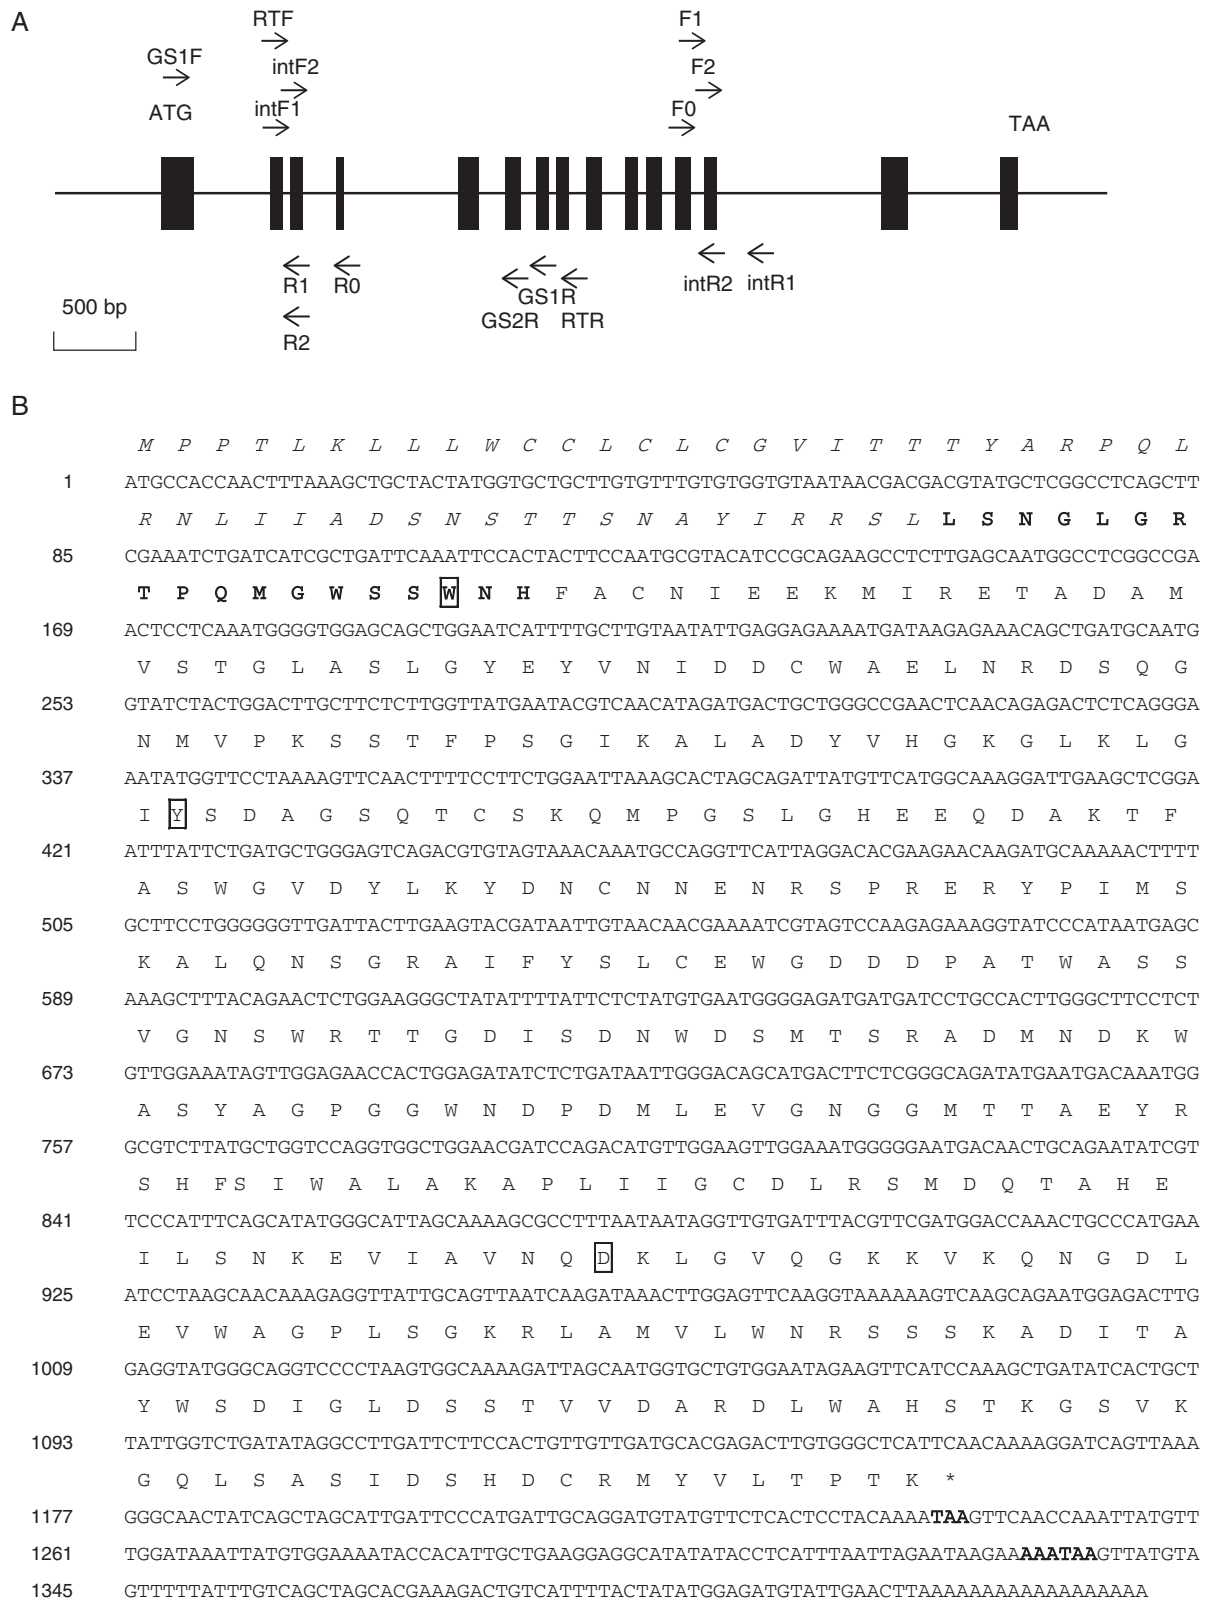 A
RTF
F1
GS1F
intF2
F2
ATG
intF1
F0
TAA
R1
R0
GS1R
intR2
intR1
500 bp
GS2R
RTR
R2
B
M P P T L K L L L W C C L C L C G V I T T T Y A R P Q L
1 ATGCCACCAACTTTAAAGCTGCTACTATGGTGCTGCTTGTGTTTGTGTGGTGTAATAACGACGACGTATGCTCGGCCTCAGCTT
R N L I I A D S N S T T S N A Y I R R S L L S N G L G R
85 CGAAATCTGATCATCGCTGATTCAAATTCCACTACTTCCAATGCGTACATCCGCAGAAGCCTCTTGAGCAATGGCCTCGGCCGA
T P Q M G W S S W N H F A C N I E E K M I R E T A D A M
169 ACTCCTCAAATGGGGTGGAGCAGCTGGAATCATTTTGCTTGTAATATTGAGGAGAAAATGATAAGAGAAACAGCTGATGCAATG
V S T G L A S L G Y E Y V N I D D C W A E L N R D S Q G
253 GTATCTACTGGACTTGCTTCTCTTGGTTATGAATACGTCAACATAGATGACTGCTGGGCCGAACTCAACAGAGACTCTCAGGGA
N M V P K S S T F P S G I K A L A D Y V H G K G L K L G
337 AATATGGTTCCTAAAAGTTCAACTTTTCCTTCTGGAATTAAAGCACTAGCAGATTATGTTCATGGCAAAGGATTGAAGCTCGGA
I Y S D A G S Q T C S K Q M P G S L G H E E Q D A K T F
421 ATTTATTCTGATGCTGGGAGTCAGACGTGTAGTAAACAAATGCCAGGTTCATTAGGACACGAAGAACAAGATGCAAAAACTTTT
A S W G V D Y L K Y D N C N N E N R S P R E R Y P I M S
505 GCTTCCTGGGGGGTTGATTACTTGAAGTACGATAATTGTAACAACGAAAATCGTAGTCCAAGAGAAAGGTATCCCATAATGAGC
K A L Q N S G R A I F Y S L C E W G D D D P A T W A S S
589 AAAGCTTTACAGAACTCTGGAAGGGCTATATTTTATTCTCTATGTGAATGGGGAGATGATGATCCTGCCACTTGGGCTTCCTCT
V G N S W R T T G D I S D N W D S M T S R A D M N D K W
673 GTTGGAAATAGTTGGAGAACCACTGGAGATATCTCTGATAATTGGGACAGCATGACTTCTCGGGCAGATATGAATGACAAATGG
A S Y A G P G G W N D P D M L E V G N G G M T T A E Y R
757 GCGTCTTATGCTGGTCCAGGTGGCTGGAACGATCCAGACATGTTGGAAGTTGGAAATGGGGGAATGACAACTGCAGAATATCGT
S H F S I W A L A K A P L I I G C D L R S M D Q T A H E
841 TCCCATTTCAGCATATGGGCATTAGCAAAAGCGCCTTTAATAATAGGTTGTGATTTACGTTCGATGGACCAAACTGCCCATGAA
I L S N K E V I A V N Q D K L G V Q G K K V K Q N G D L
925 ATCCTAAGCAACAAAGAGGTTATTGCAGTTAATCAAGATAAACTTGGAGTTCAAGGTAAAAAAGTCAAGCAGAATGGAGACTTG
E V W A G P L S G K R L A M V L W N R S S S K A D I T A
1009 GAGGTATGGGCAGGTCCCCTAAGTGGCAAAAGATTAGCAATGGTGCTGTGGAATAGAAGTTCATCCAAAGCTGATATCACTGCT
Y W S D I G L D S S T V V D A R D L W A H S T K G S V K
1093 TATTGGTCTGATATAGGCCTTGATTCTTCCACTGTTGTTGATGCACGAGACTTGTGGGCTCATTCAACAAAAGGATCAGTTAAA
G Q L S A S I D S H D C R M Y V L T P T K *
1177 GGGCAACTATCAGCTAGCATTGATTCCCATGATTGCAGGATGTATGTTCTCACTCCTACAAAATAAGTTCAACCAAATTATGTT
1261 TGGATAAATTATGTGGAAAATACCACATTGCTGAAGGAGGCATATATACCTCATTTAATTAGAATAAGAAAAATAAGTTATGTA
1345 GTTTTTATTTGTCAGCTAGCACGAAAGACTGTCATTTTACTATATGGAGATGTATTGAACTTAAAAAAAAAAAAAAAAAA